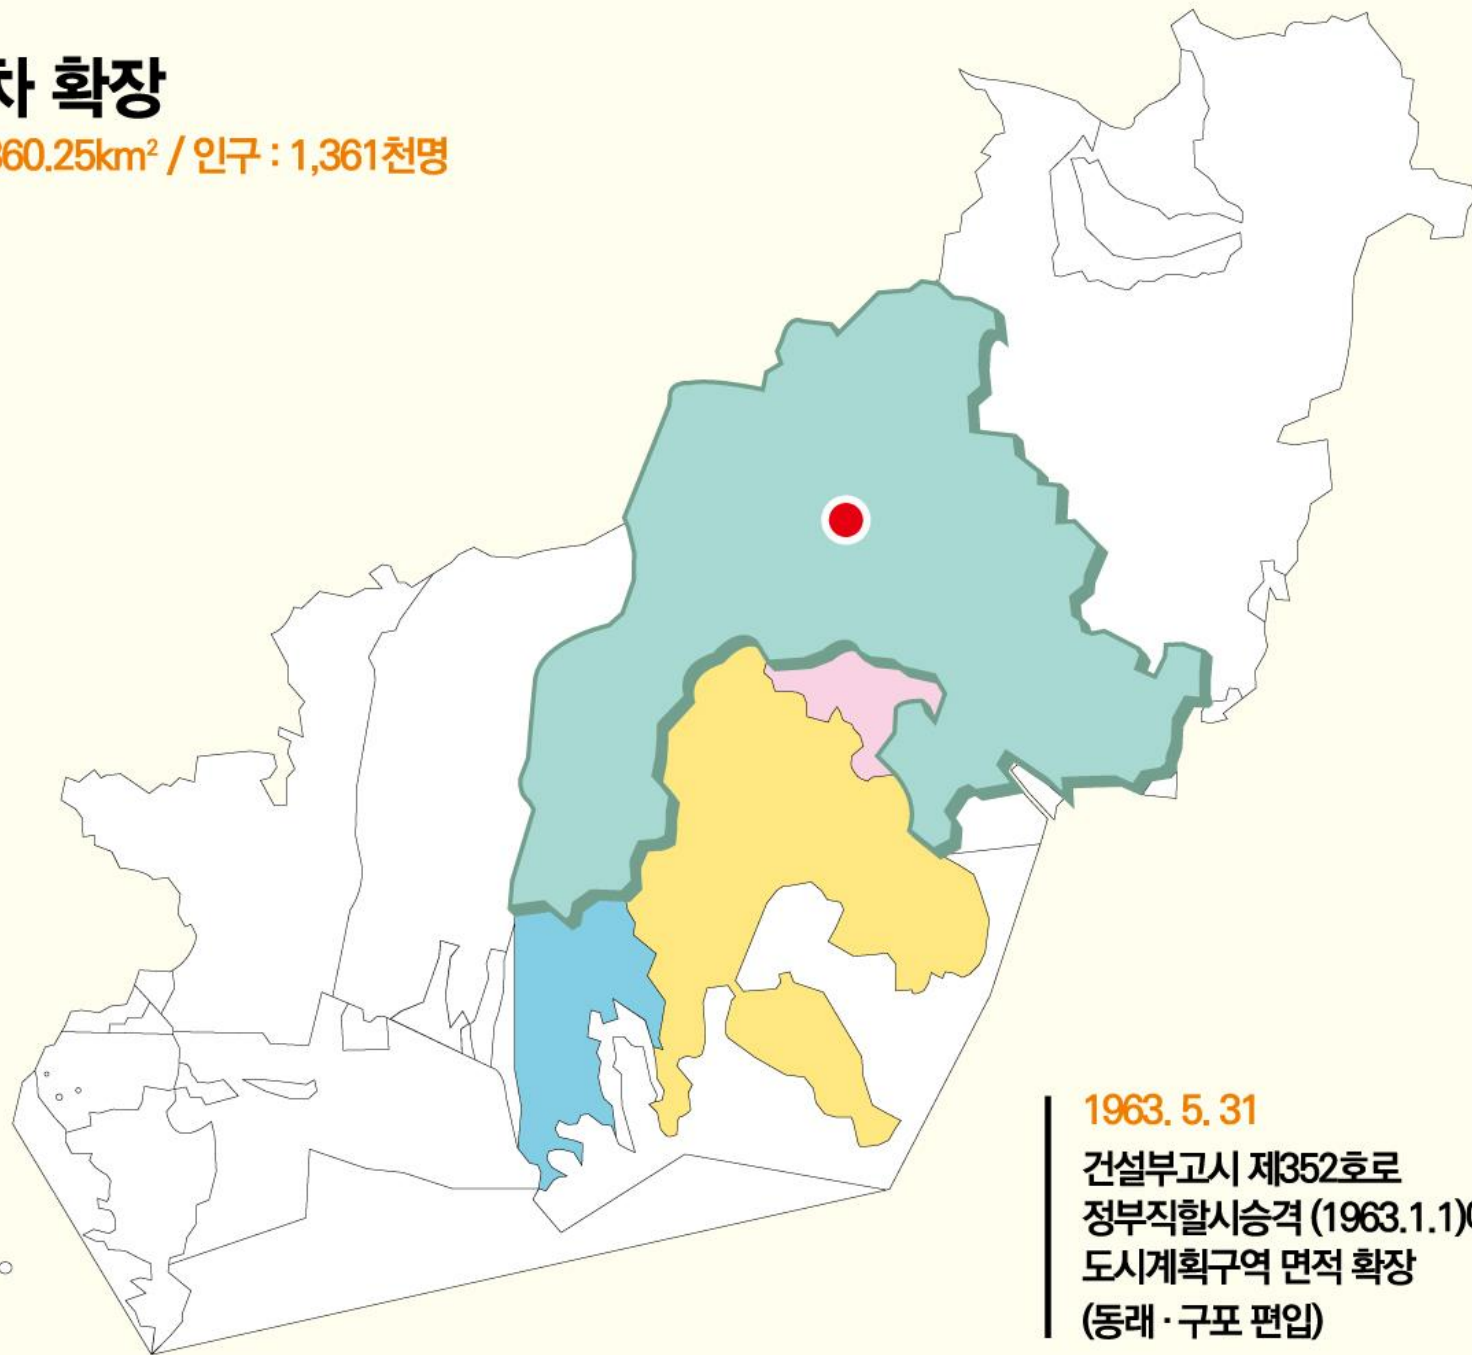 차 확장
360.25km² / 인구 : 1,361천명
1963. 5. 31
건설부고시 제352호로
정부직할시승격 (1963.1.1)
도시계획구역 면적 확장
(동래 · 구포 편입)